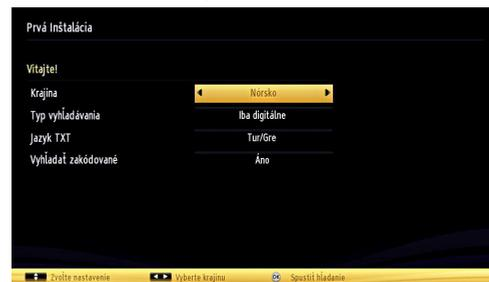 Prvá Inštalácia
Vitajte!
Krajina Nórsko
Typ vyhľadávania Iba digitálne
Jazyk TXT Tur/Gre
Vyhľadať zakódované Áno
Zvoľte nastavenie Vyberte krajinu OK Spustiť hľadanie